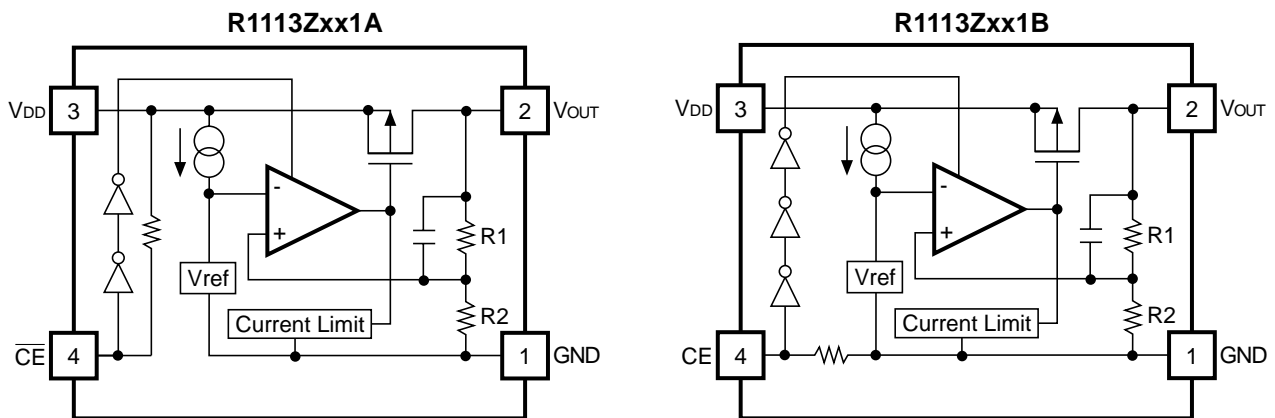 R1113Zxx1A
VDD
3
2
VOUT
-
+
R1
Vref
R2
Current Limit
CE
4
1
GND
R1113Zxx1B
VDD
3
2
VOUT
-
+
R1
Vref
R2
Current Limit
CE
4
1
GND